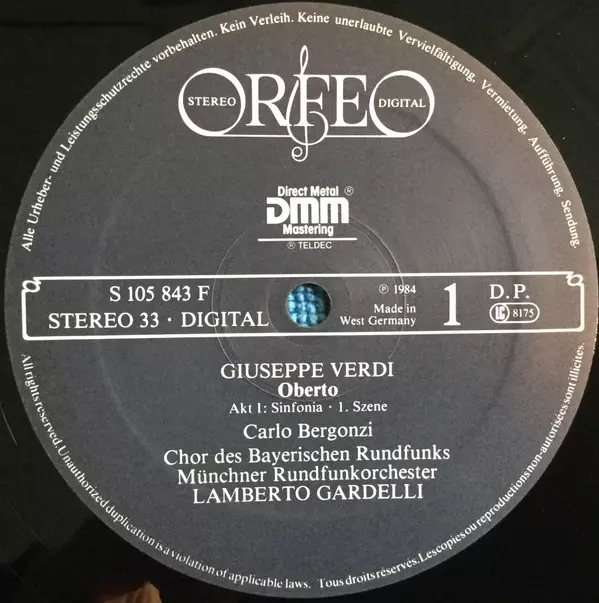 Alle Urheber- und Leistungsschutzrechte vorbehalten. Kein Verleih. Keine unerlaubte Vervielfältigung, Vermietung, Aufführung, Sendung.
ORFEO
STEREO
DIGITAL
Direct Metal ®
DMM
Mastering
® TELDEC
S 105 843 F
STEREO 33 · DIGITAL
℗ 1984
Made in
West Germany
1
D. P.
LC 8175
GIUSEPPE VERDI
Oberto
Akt 1: Sinfonia · 1. Szene
Carlo Bergonzi
Chor des Bayerischen Rundfunks
Münchner Rundfunkorchester
LAMBERTO GARDELLI
All rights reserved. Unauthorized duplication is a violation of applicable laws. Tous droits réservés. Les copies ou reproductions non-autorisées sont illicites.